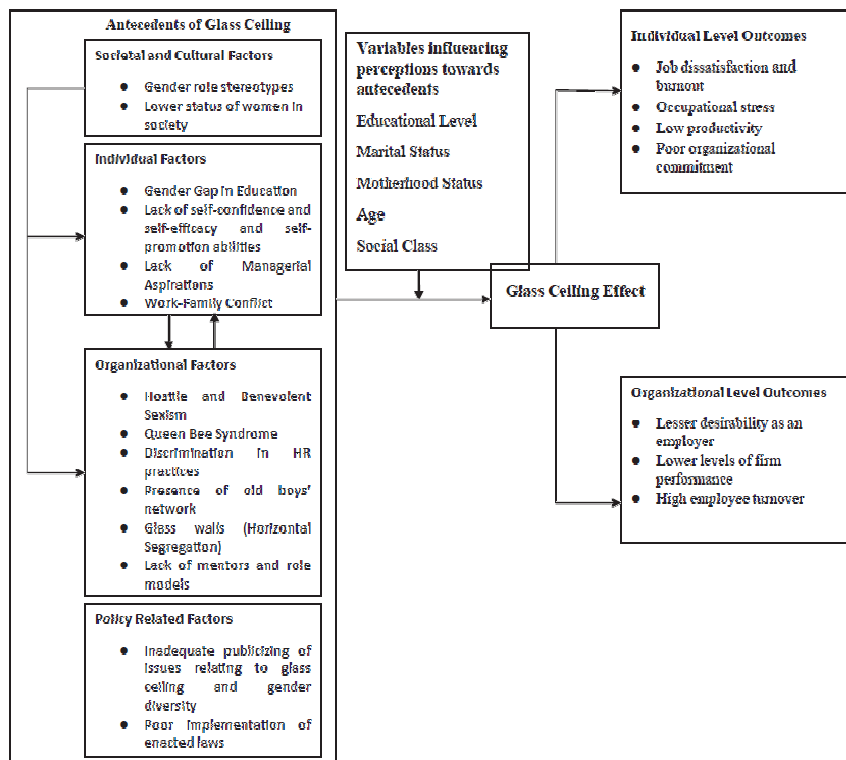 Antecedents of Glass Ceiling
Societal and Cultural Factors
● Gender role stereotypes
● Lower status of women in
society
Individual Factors
● Gender Gap in Education
● Lack of self-confidence and
self-efficacy and self-
promotion abilities
● Lack of Managerial
Aspirations
● Work-Family Conflict
Organizational Factors
● Hostile and Benevolent
Sexism
● Queen Bee Syndrome
● Discrimination in HR
practices
● Presence of old boys'
network
● Glass walls (Horizontal
Segregation)
● Lack of mentors and role
models
Policy Related Factors
● Inadequate publicizing of
issues relating to glass
ceiling and gender
diversity
● Poor implementation of
enacted laws
Variables influencing
perceptions towards
antecedents
Educational Level
Marital Status
Motherhood Status
Age
Social Class
Glass Ceiling Effect
Individual Level Outcomes
● Job dissatisfaction and
burnout
● Occupational stress
● Low productivity
● Poor organizational
commitment
Organizational Level Outcomes
● Lesser desirability as an
employer
● Lower levels of firm
performance
● High employee turnover